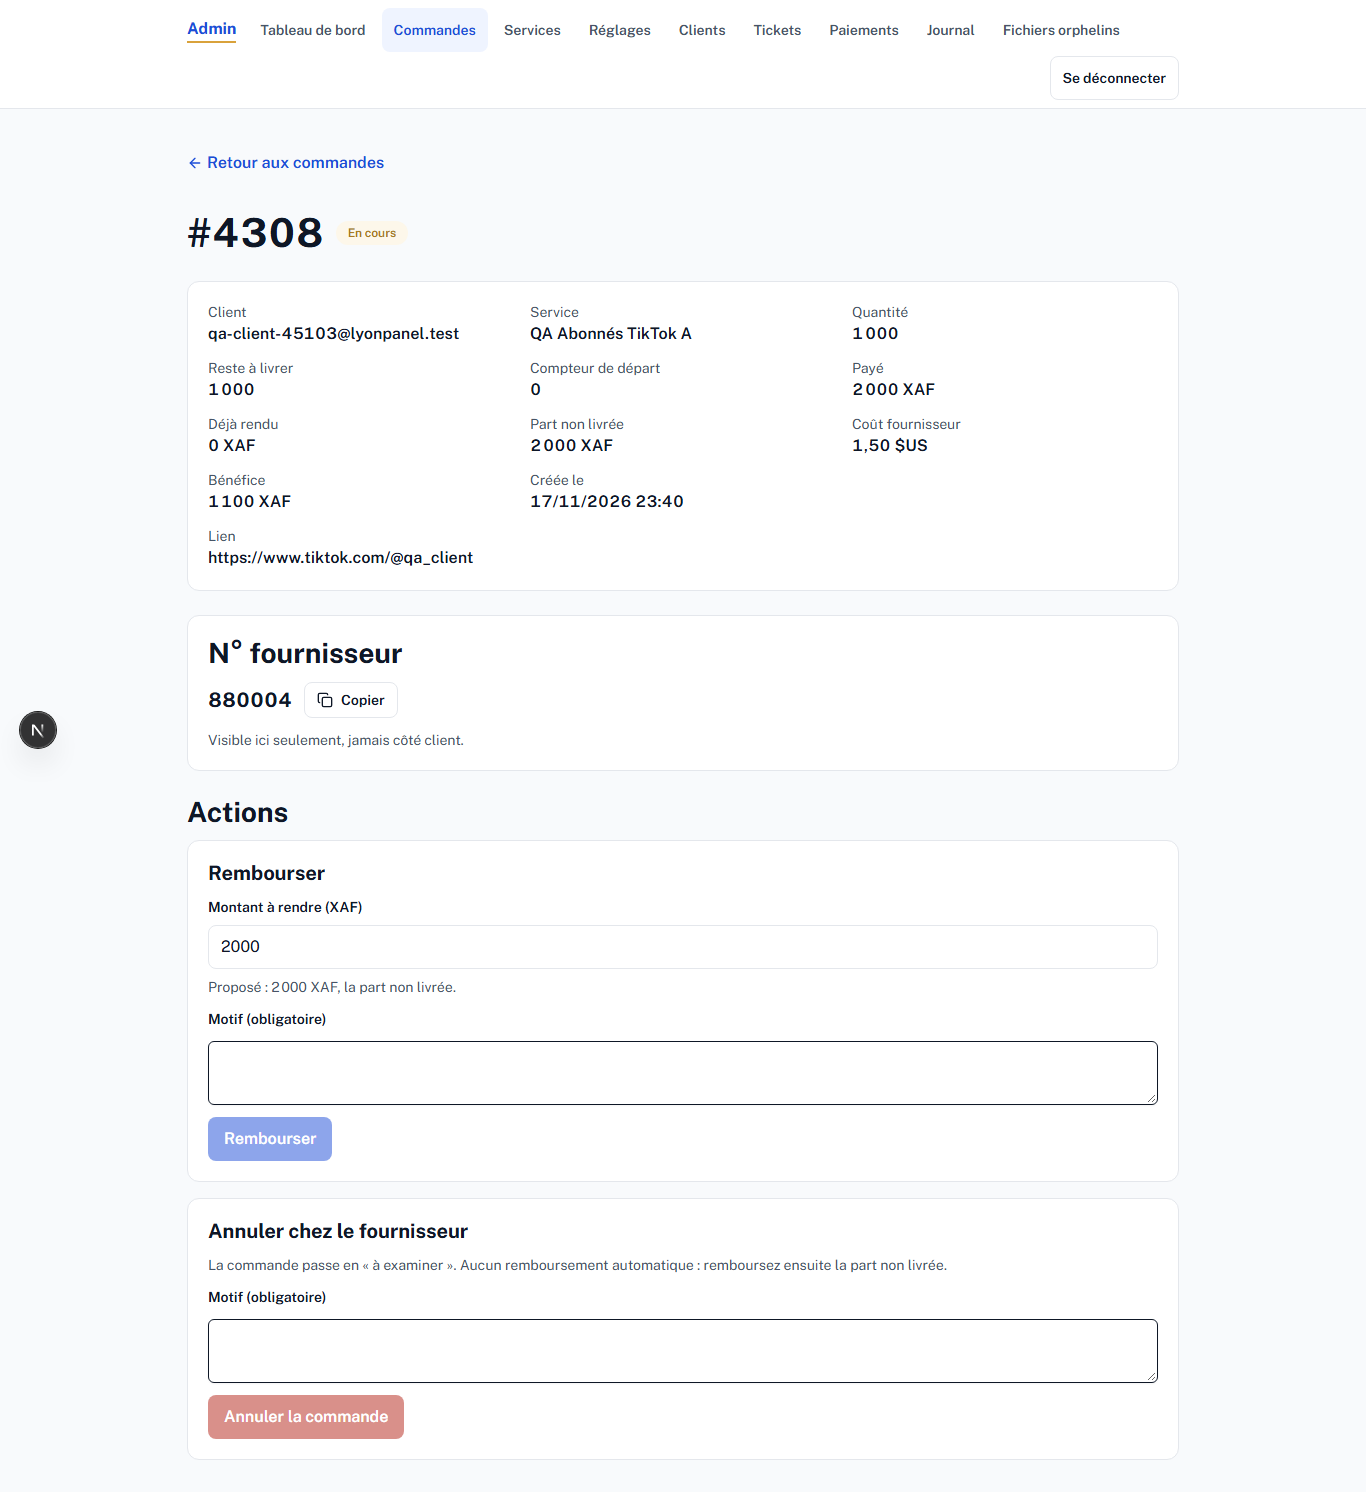 Admin Tableau de bord Commandes Services Réglages Clients Tickets Paiements Journal Fichiers orphelins
Se déconnecter
← Retour aux commandes
#4308 En cours
Client Service Quantité
qa-client-45103@lyonpanel.test QA Abonnés TikTok A 1 000
Reste à livrer Compteur de départ Payé
1 000 0 2 000 XAF
Déjà rendu Part non livrée Coût fournisseur
0 XAF 2 000 XAF 1,50 $US
Bénéfice Créée le
1 100 XAF 17/11/2026 23:40
Lien
https://www.tiktok.com/@qa_client
N° fournisseur
880004 Copier
Visible ici seulement, jamais côté client.
N
Actions
Rembourser
Montant à rendre (XAF)
2000
Proposé : 2 000 XAF, la part non livrée.
Motif (obligatoire)
Rembourser
Annuler chez le fournisseur
La commande passe en « à examiner ». Aucun remboursement automatique : remboursez ensuite la part non livrée.
Motif (obligatoire)
Annuler la commande